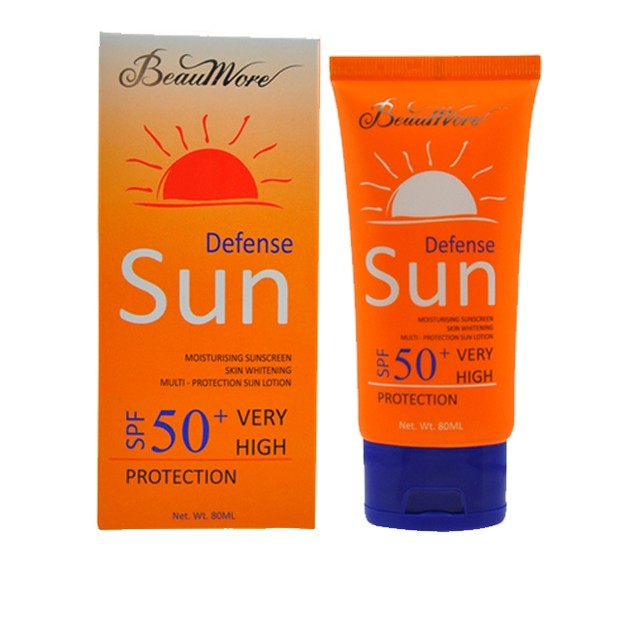 BeauMore
Defense
Sun
MOISTURISING SUNSCREEN
SKIN WHITENING
MULTI - PROTECTION SUN LOTION
SPF 50+ VERY
HIGH
PROTECTION
Net. Wt. 80ML
BeauMore
Defense
Sun
MOISTURISING SUNSCREEN
SKIN WHITENING
MULTI - PROTECTION SUN LOTION
SPF 50+ VERY
HIGH
PROTECTION
Net. Wt. 80ML